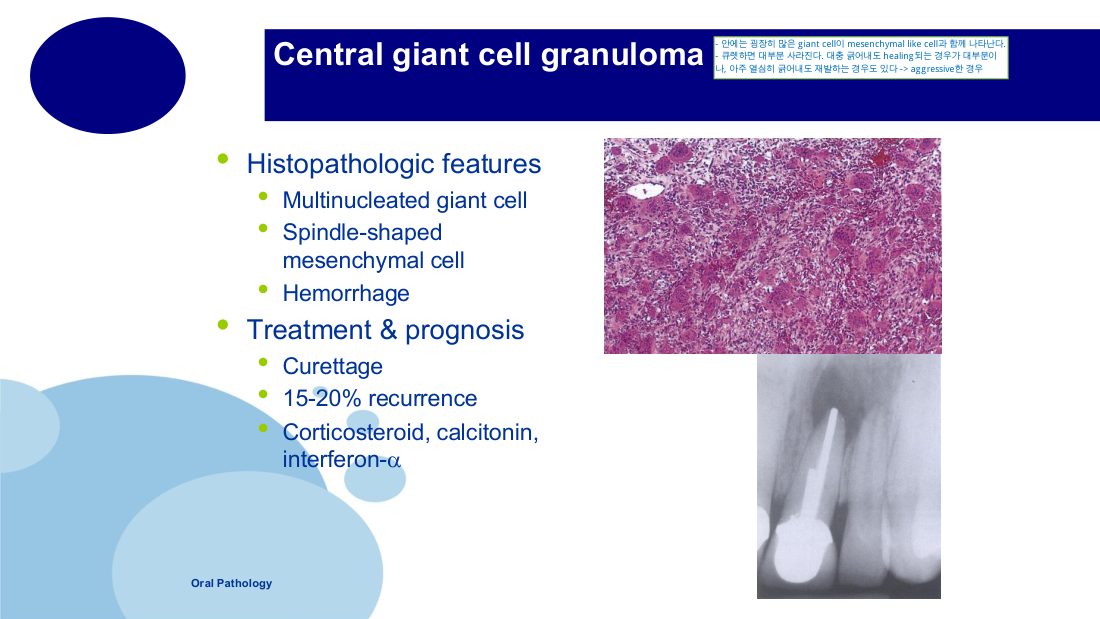 Central giant cell granuloma
- 안에는 굉장히 많은 giant cell이 mesenchymal like cell과 함께 나타난다.
- 큐렛하면 대부분 사라진다. 대충 긁어내도 healing되는 경우가 대부분이
나, 아주 열심히 긁어내도 재발하는 경우도 있다 -> aggressive한 경우
• Histopathologic features
• Multinucleated giant cell
• Spindle-shaped
mesenchymal cell
• Hemorrhage
• Treatment & prognosis
• Curettage
• 15-20% recurrence
• Corticosteroid, calcitonin,
interferon-α
Oral Pathology